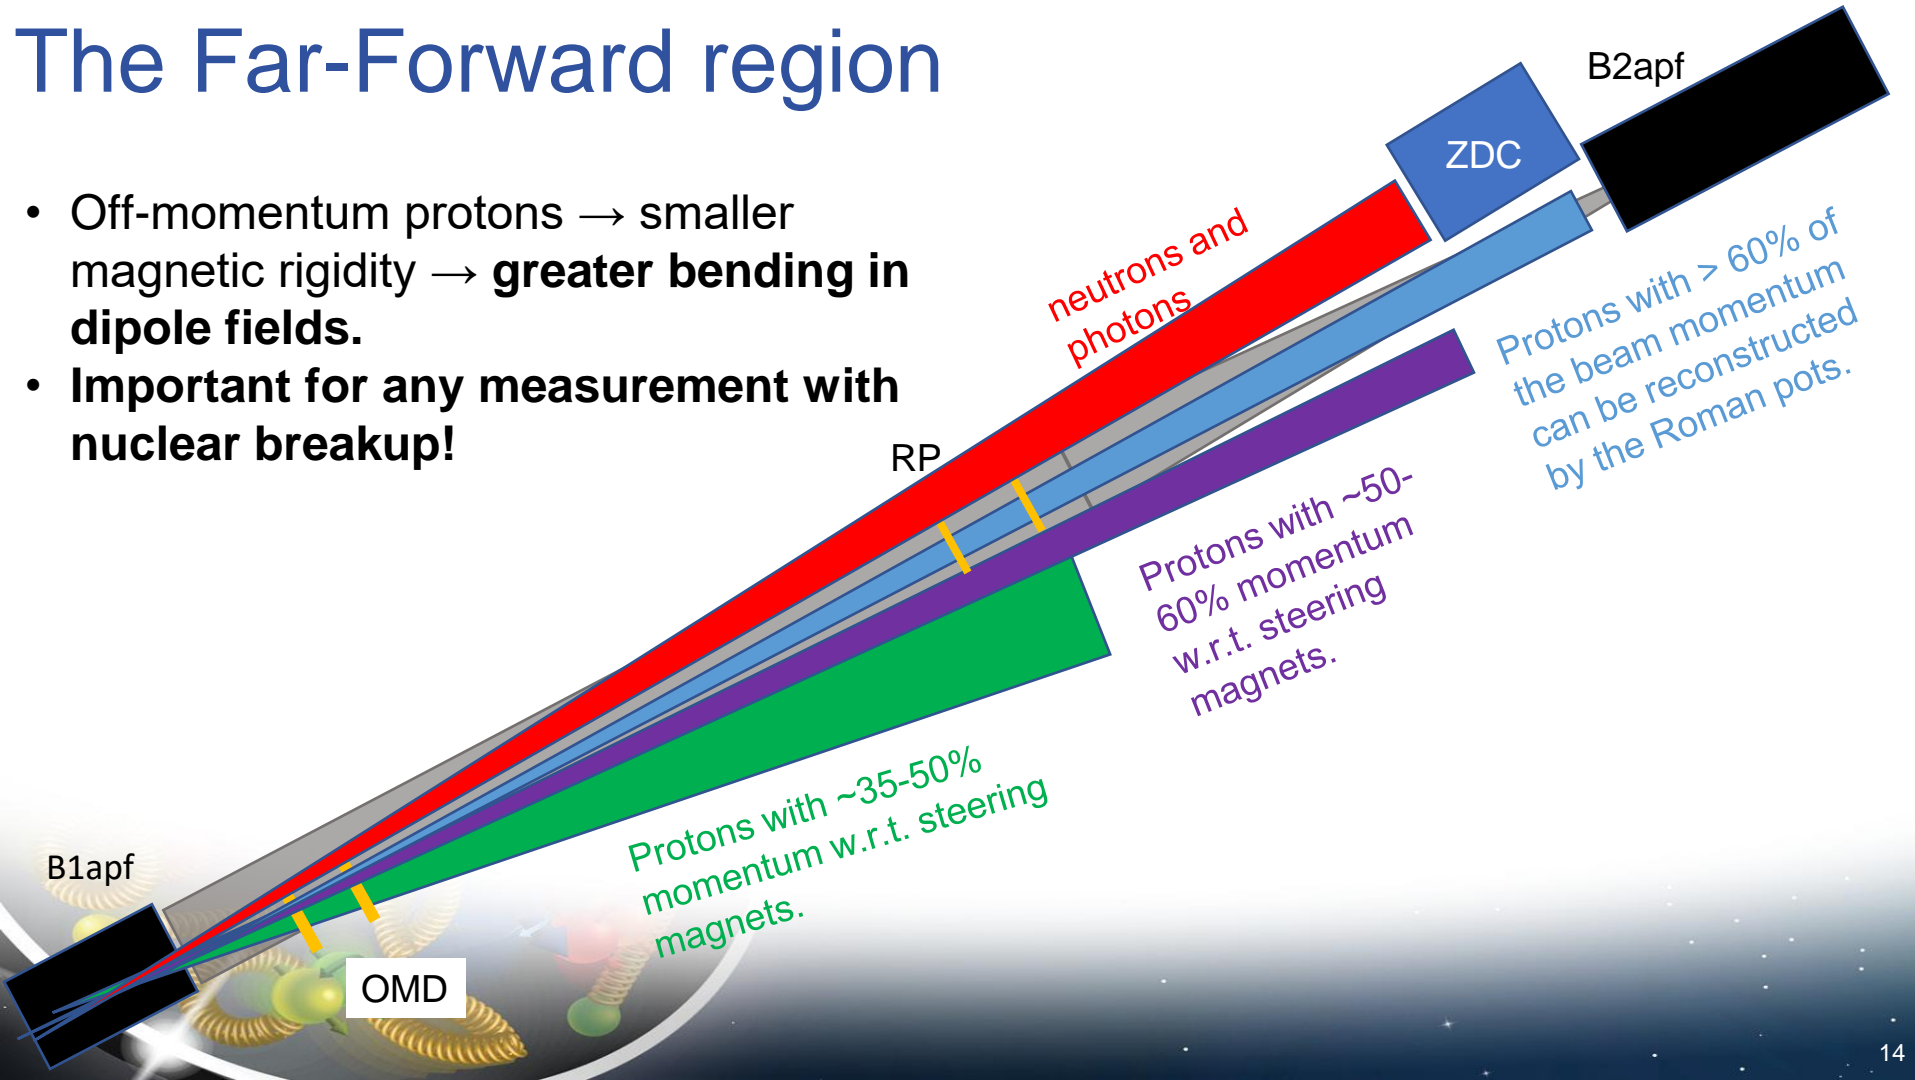 The Far-Forward region
B2apf
ZDC
• Off-momentum protons → smaller
magnetic rigidity → greater bending in
dipole fields.
• Important for any measurement with
nuclear breakup!
neutrons and
photons
Protons with > 60% of
the beam momentum
can be reconstructed
by the Roman pots.
RP
Protons with ~50-
60% momentum
w.r.t. steering
magnets.
Protons with ~35-50%
momentum w.r.t. steering
magnets.
B1apf
OMD
14